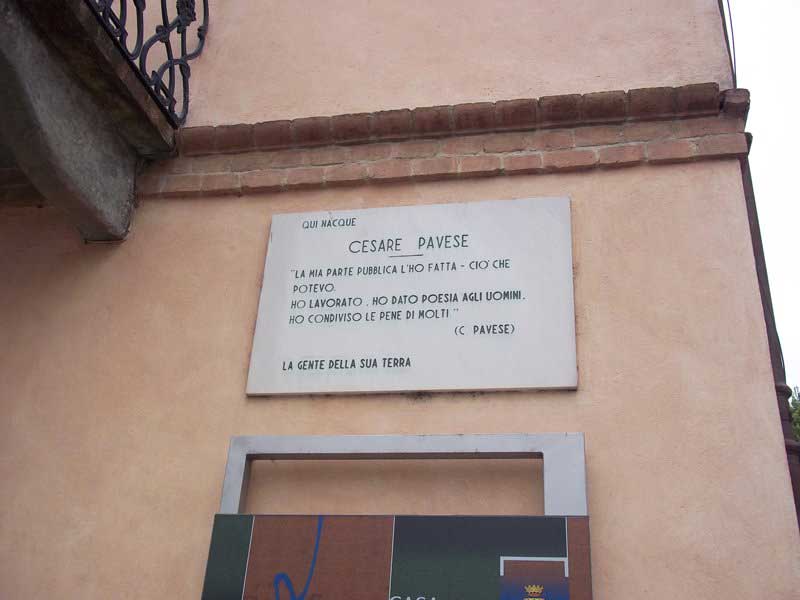 QUI NACQUE
CESARE PAVESE
"LA MIA PARTE PUBBLICA L'HO FATTA - CIO' CHE
POTEVO.
HO LAVORATO, HO DATO POESIA AGLI UOMINI,
HO CONDIVISO LE PENE DI MOLTI"
(C PAVESE)
LA GENTE DELLA SUA TERRA
CASA